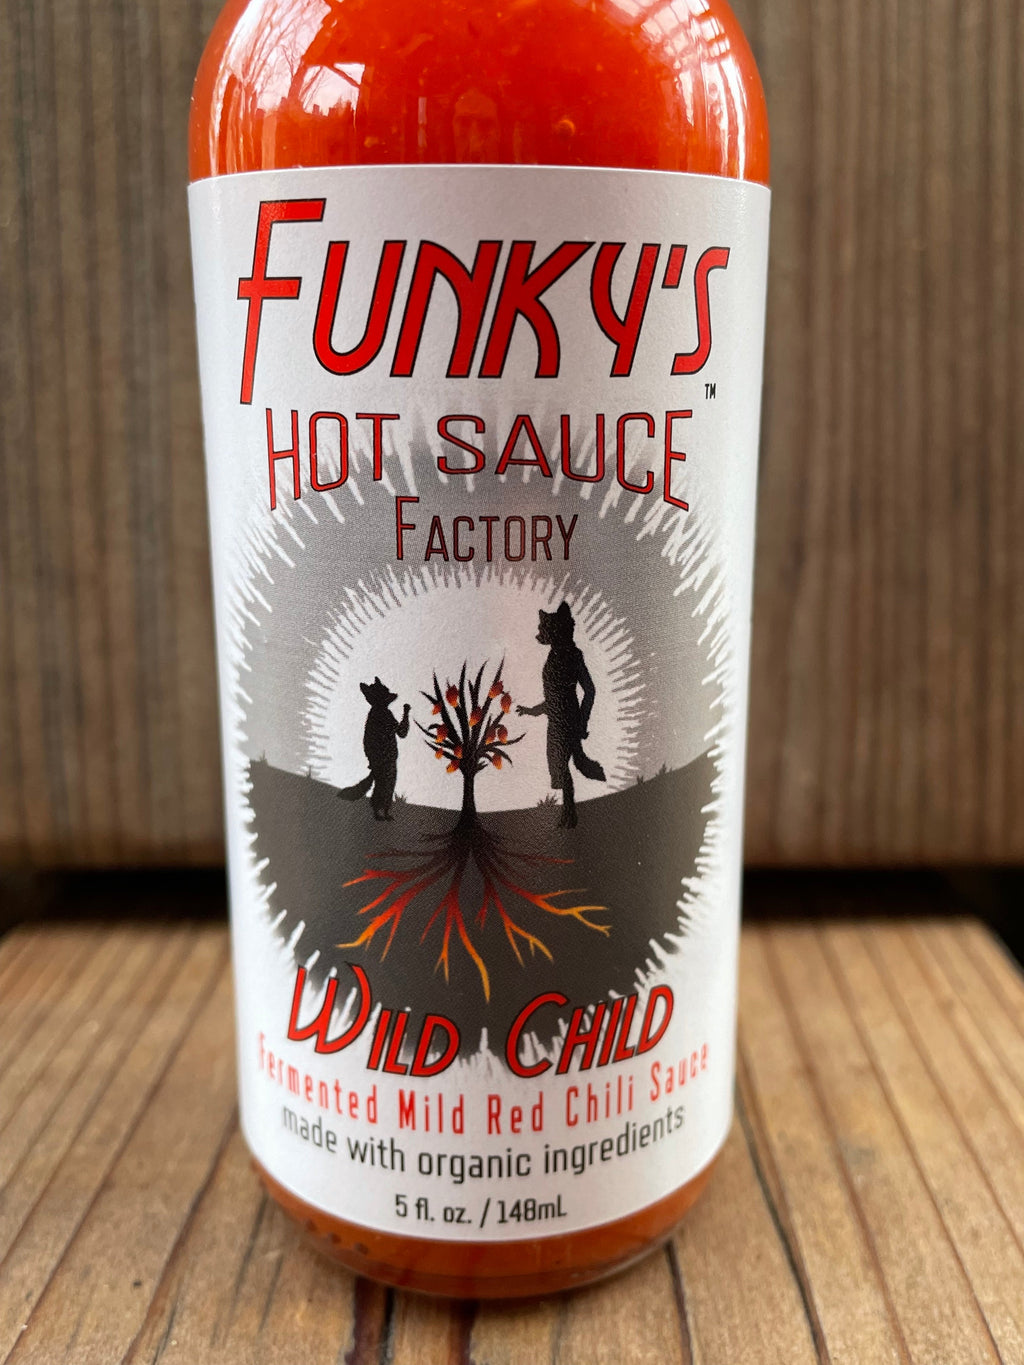 FUNKY'S
TM
HOT SAUCE
FACTORY
WILD CHILD
Fermented Mild Red Chili Sauce
made with organic ingredients
5 fl. oz. / 148mL